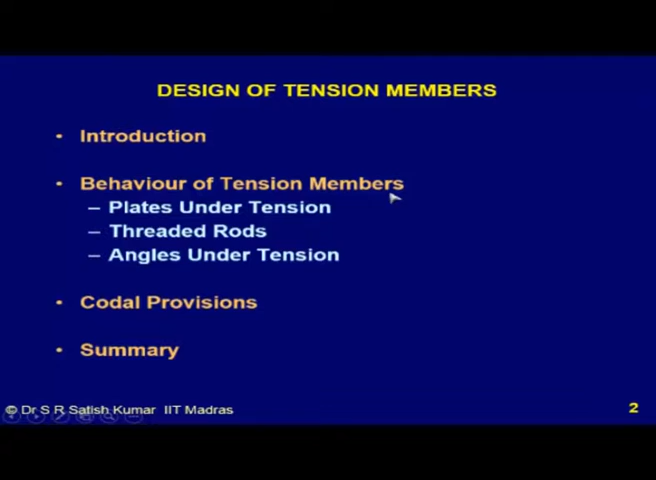 DESIGN OF TENSION MEMBERS
• Introduction
• Behaviour of Tension Members
– Plates Under Tension
– Threaded Rods
– Angles Under Tension
• Codal Provisions
• Summary
© Dr S R Satish Kumar IIT Madras
2